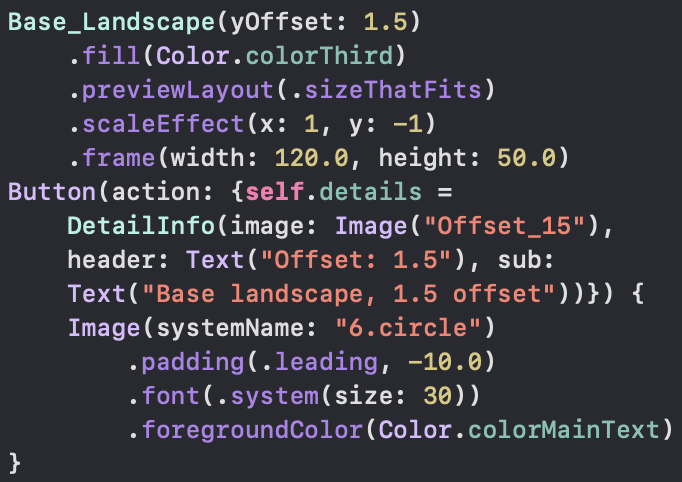 Base_Landscape(yOffset: 1.5)
    .fill(Color.colorThird)
    .previewLayout(.sizeThatFits)
    .scaleEffect(x: 1, y: -1)
    .frame(width: 120.0, height: 50.0)
Button(action: {self.details =
    DetailInfo(image: Image("Offset_15"),
    header: Text("Offset: 1.5"), sub:
    Text("Base landscape, 1.5 offset"))}) {
    Image(systemName: "6.circle")
        .padding(.leading, -10.0)
        .font(.system(size: 30))
        .foregroundColor(Color.colorMainText)
}